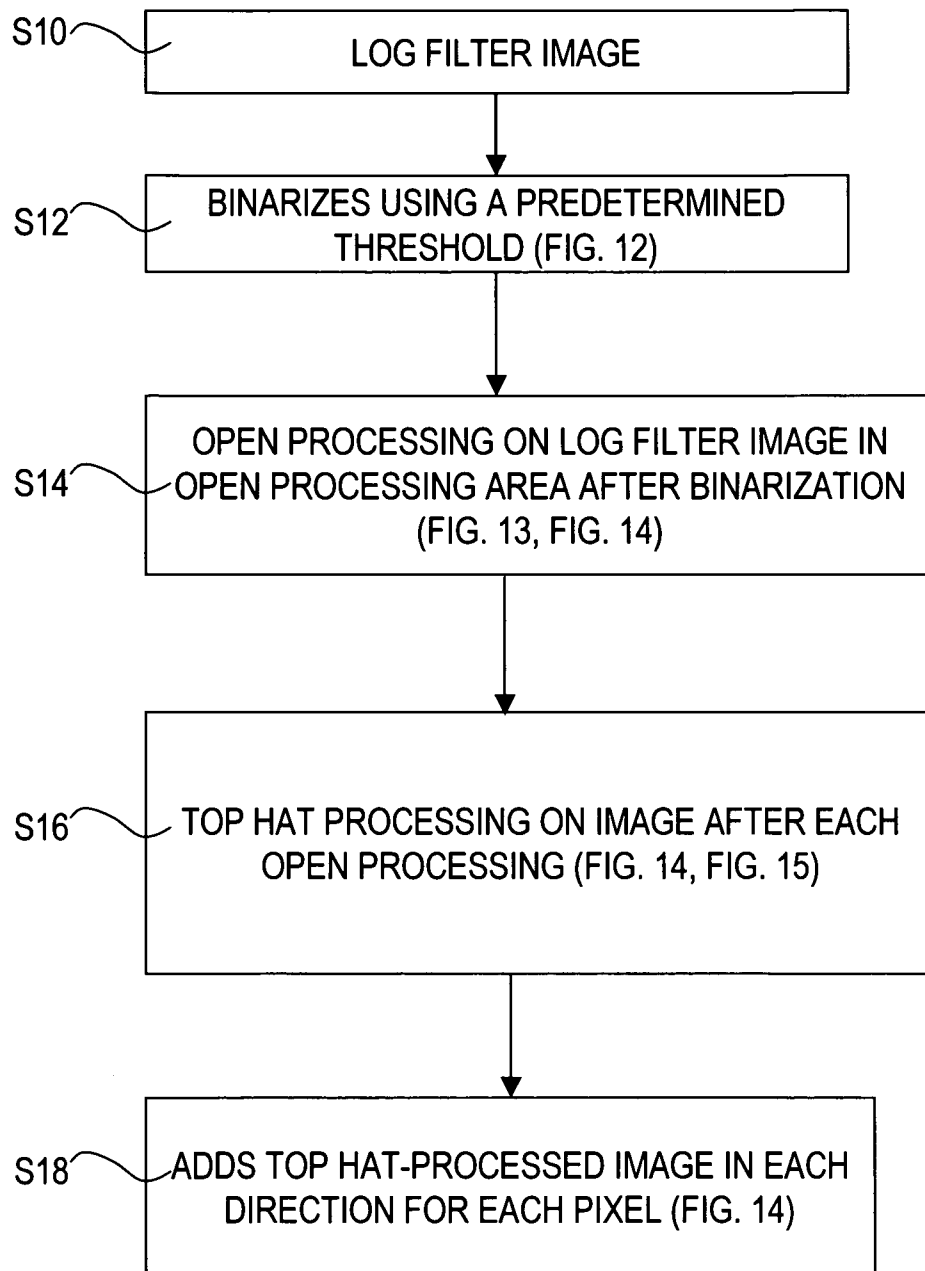 S10
LOG FILTER IMAGE
S12
BINARIZES USING A PREDETERMINED
THRESHOLD (FIG. 12)
S14
OPEN PROCESSING ON LOG FILTER IMAGE IN
OPEN PROCESSING AREA AFTER BINARIZATION
(FIG. 13, FIG. 14)
S16
TOP HAT PROCESSING ON IMAGE AFTER EACH
OPEN PROCESSING (FIG. 14, FIG. 15)
S18
ADDS TOP HAT-PROCESSED IMAGE IN EACH
DIRECTION FOR EACH PIXEL (FIG. 14)